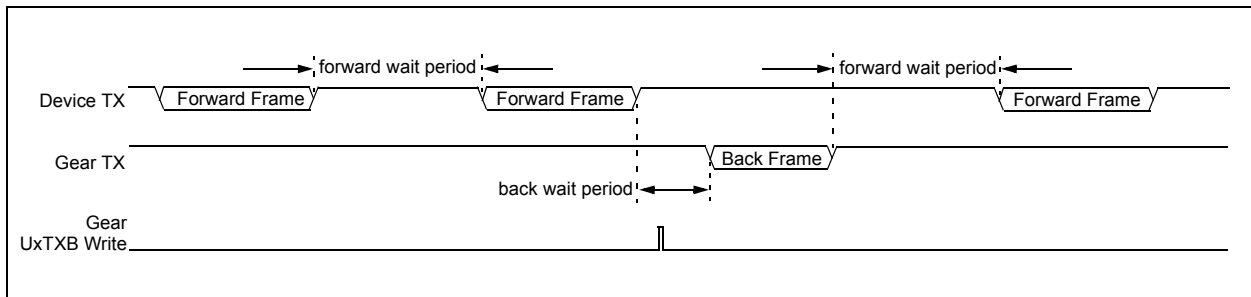 forward wait period
forward wait period
Device TX
Forward Frame
Forward Frame
Forward Frame
Gear TX
Back Frame
back wait period
Gear
UxTXB Write